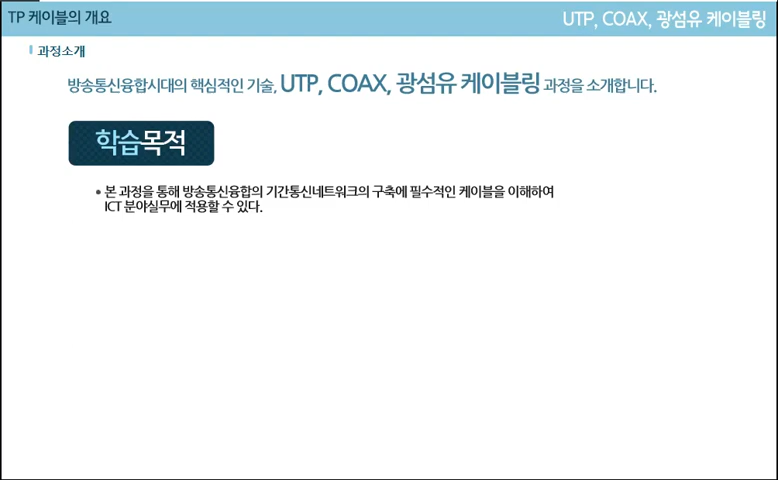 TP 케이블의 개요
UTP, COAX, 광섬유 케이블링
과정소개
방송통신융합시대의 핵심적인 기술, UTP, COAX, 광섬유 케이블링 과정을 소개합니다.
학습목적
• 본 과정을 통해 방송통신융합의 기간통신네트워크의 구축에 필수적인 케이블을 이해하여
ICT 분야실무에 적용할 수 있다.